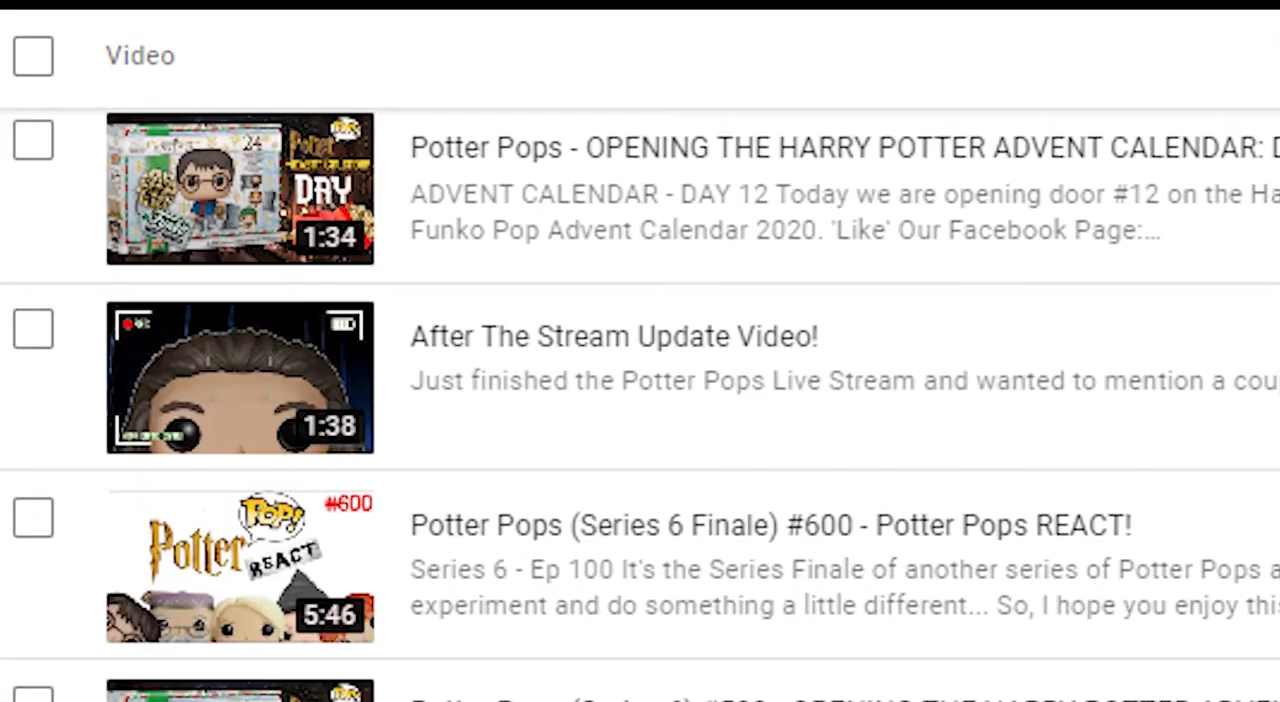 Video
24
Potter
DAY
1:34
Potter Pops - OPENING THE HARRY POTTER ADVENT CALENDAR:
ADVENT CALENDAR - DAY 12 Today we are opening door #12 on the Ha
Funko Pop Advent Calendar 2020. 'Like' Our Facebook Page:...
1:38
After The Stream Update Video!
Just finished the Potter Pops Live Stream and wanted to mention a cou
#600
POP!
Potter
REACT
5:46
Potter Pops (Series 6 Finale) #600 - Potter Pops REACT!
Series 6 - Ep 100 It's the Series Finale of another series of Potter Pops a
experiment and do something a little different... So, I hope you enjoy this